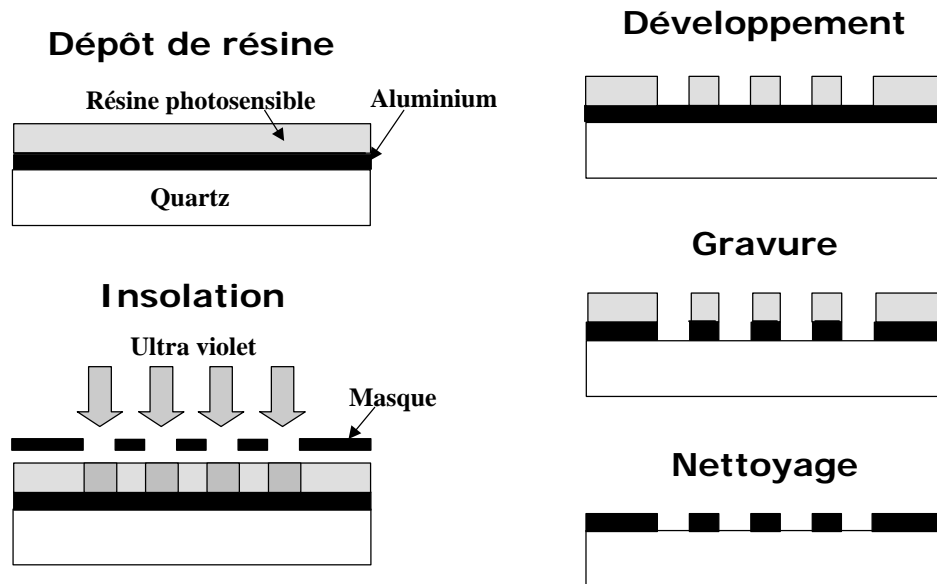 Dépôt de résine
Résine photosensible
Aluminium
Quartz
Insolation
Ultra violet
Masque
Développement
Gravure
Nettoyage